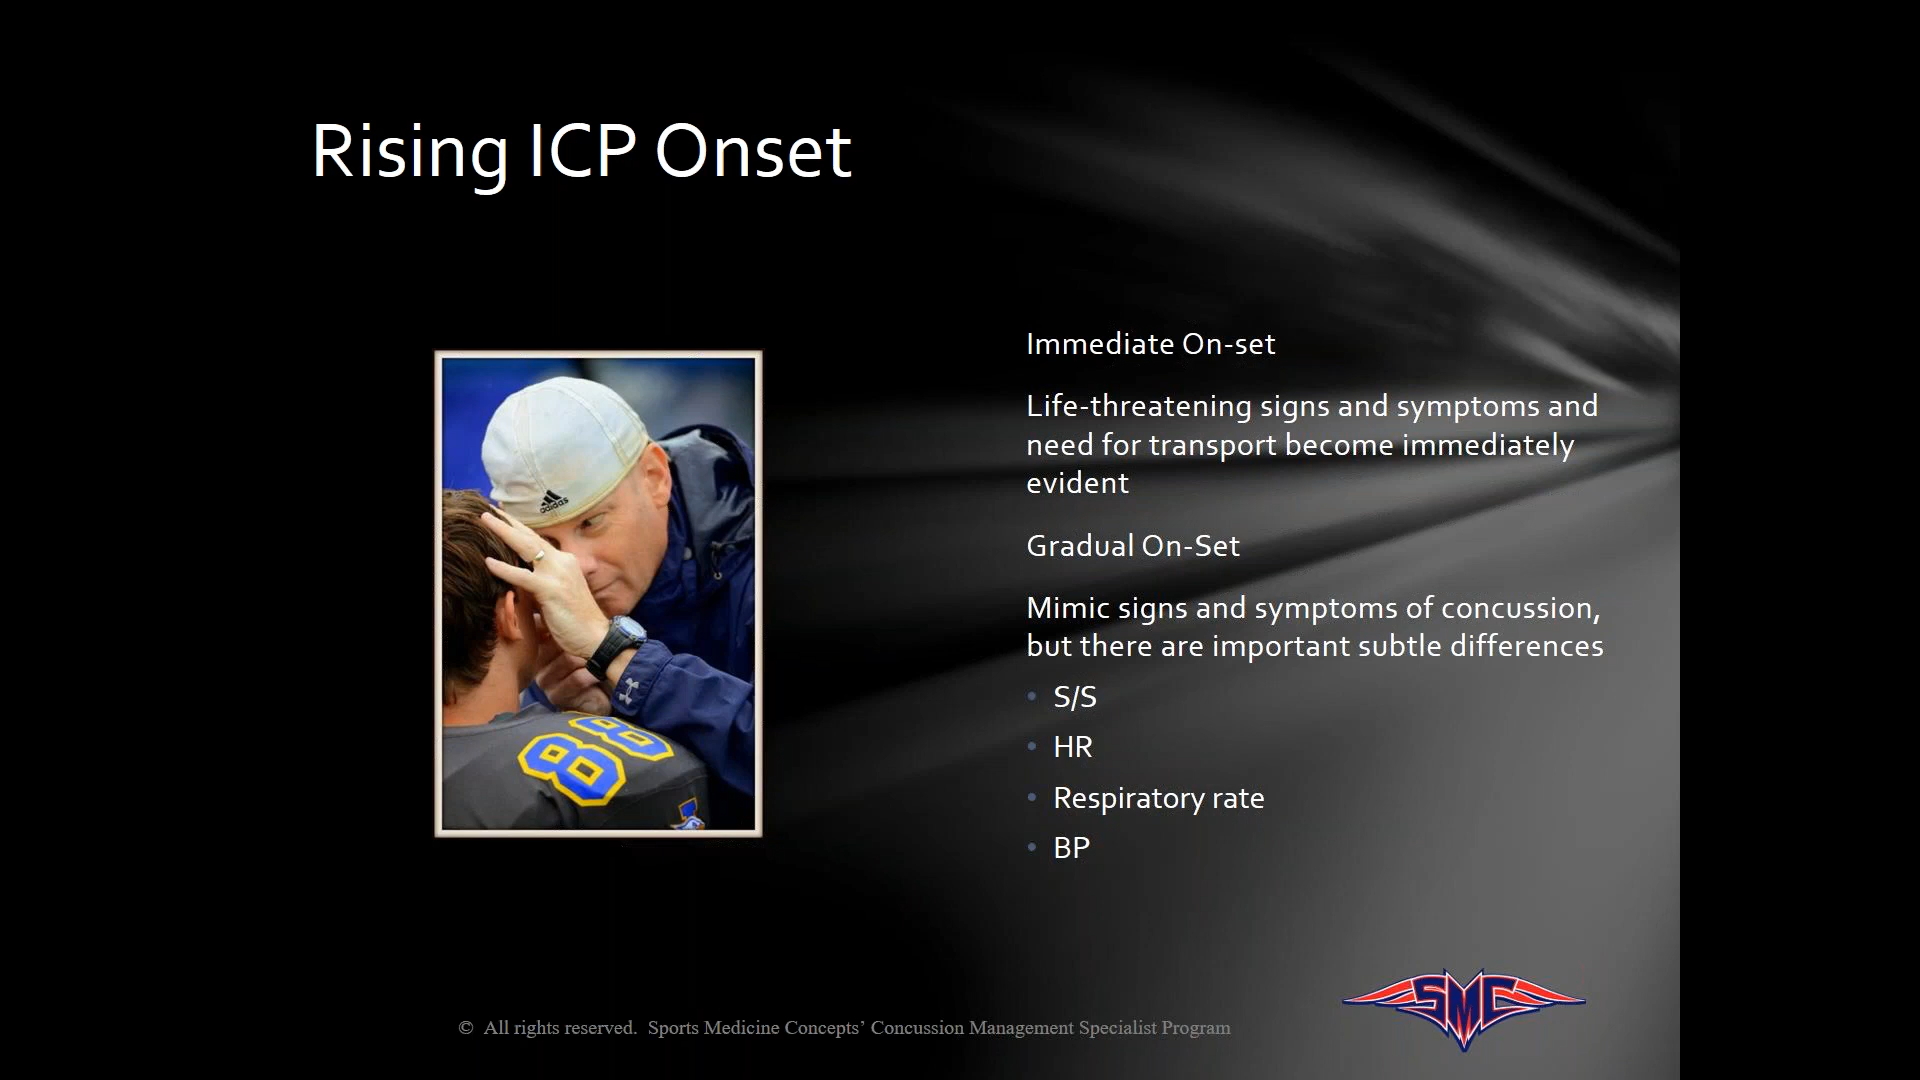 Rising ICP Onset
Immediate On-set
Life-threatening signs and symptoms and
need for transport become immediately
evident
Gradual On-Set
Mimic signs and symptoms of concussion,
but there are important subtle differences
• S/S
• HR
• Respiratory rate
• BP
adidas
88
SMC
© All rights reserved. Sports Medicine Concepts’ Concussion Management Specialist Program